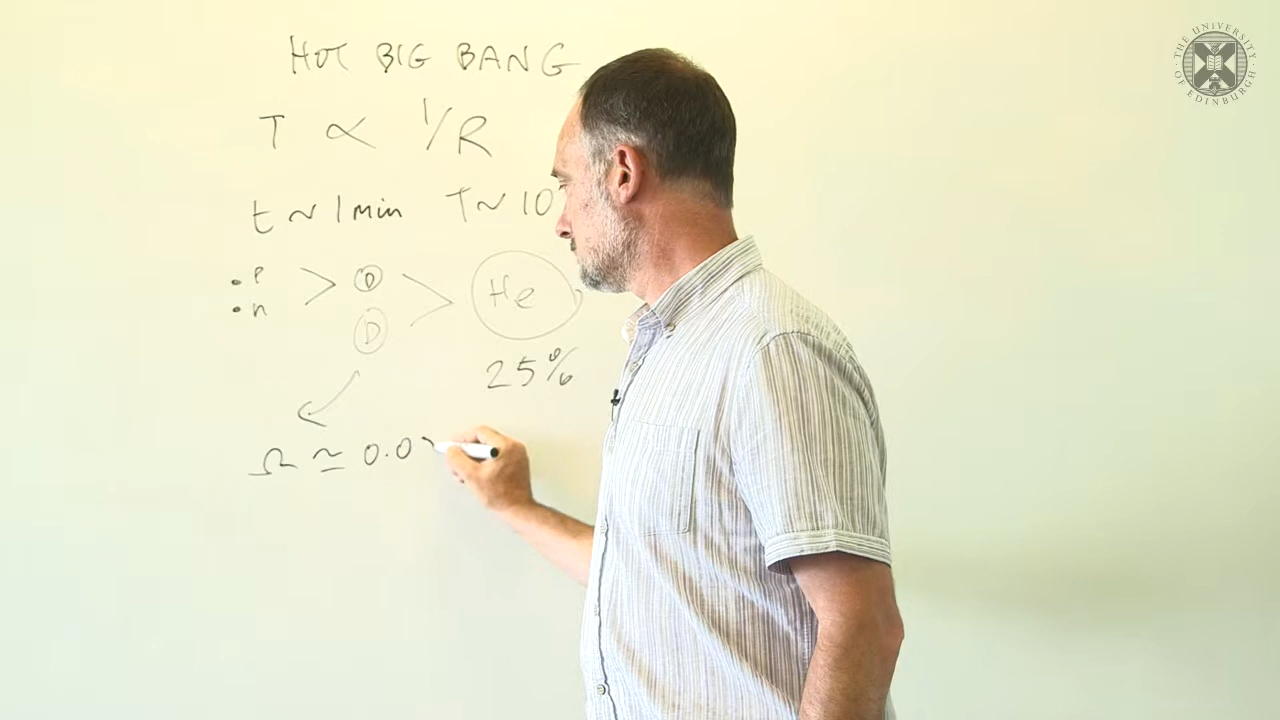 HOT BIG BANG
T ∝ 1/R
t ~ 1 min T ~ 10
• p > D > He
• n D
25%
Ω ≃ 0.0
THE UNIVERSITY OF EDINBURGH